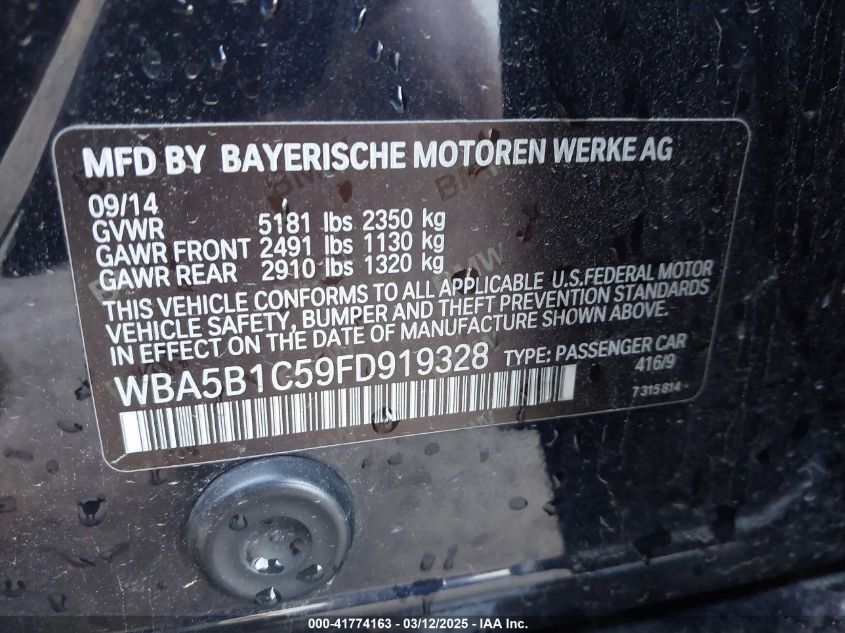 MFD BY BAYERISCHE MOTOREN WERKE AG
09/14
GVWR 5181 lbs 2350 kg
GAWR FRONT 2491 lbs 1130 kg
GAWR REAR 2910 lbs 1320 kg
THIS VEHICLE CONFORMS TO ALL APPLICABLE U.S.FEDERAL MOTOR
VEHICLE SAFETY, BUMPER AND THEFT PREVENTION STANDARDS
IN EFFECT ON THE DATE OF MANUFACTURE SHOWN ABOVE.
WBA5B1C59FD919328 TYPE: PASSENGER CAR
416/9
7 315 814
000-41774163 - 03/12/2025 - IAA Inc.